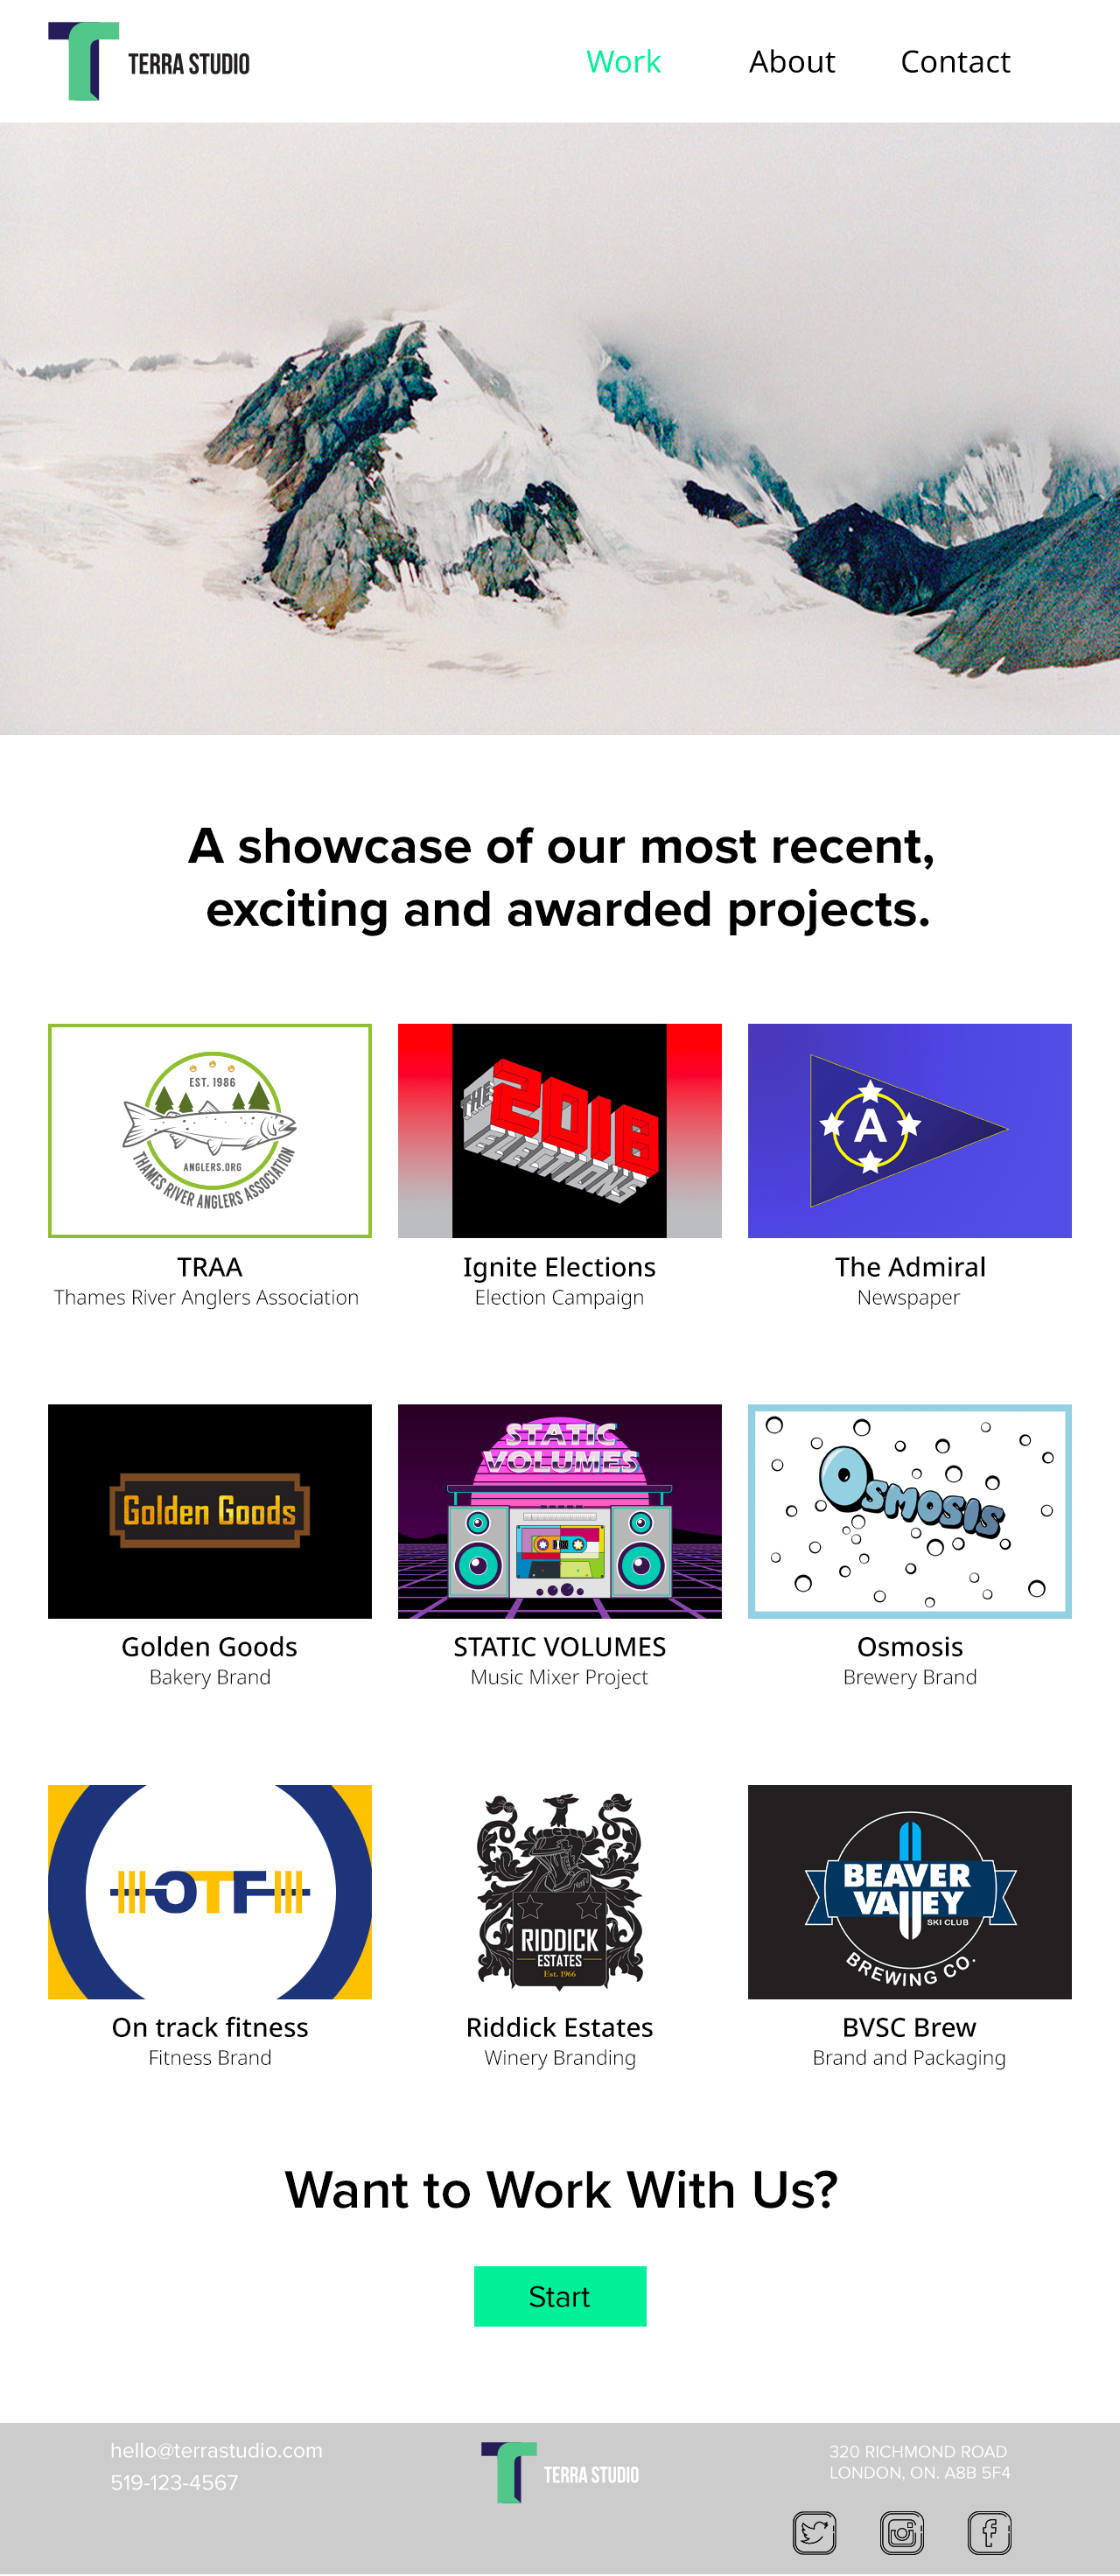 TERRA STUDIO
Work About Contact
A showcase of our most recent,
exciting and awarded projects.
EST. 1986
ANGLERS.ORG
THAMES RIVER ANGLERS ASSOCIATION
TRAA
Thames River Anglers Association
THE 2018
ELECTIONS
Ignite Elections
Election Campaign
A
The Admiral
Newspaper
Golden Goods
Golden Goods
Bakery Brand
STATIC
VOLUMES
STATIC VOLUMES
Music Mixer Project
OSMOSIS
Osmosis
Brewery Brand
OTF
On track fitness
Fitness Brand
RIDDICK
ESTATES
Est. 1966
Riddick Estates
Winery Branding
BEAVER
VALLEY
SKI CLUB
BREWING CO.
BVSC Brew
Brand and Packaging
Want to Work With Us?
Start
hello@terrastudio.com
519-123-4567
TERRA STUDIO
320 RICHMOND ROAD
LONDON, ON. A8B 5F4